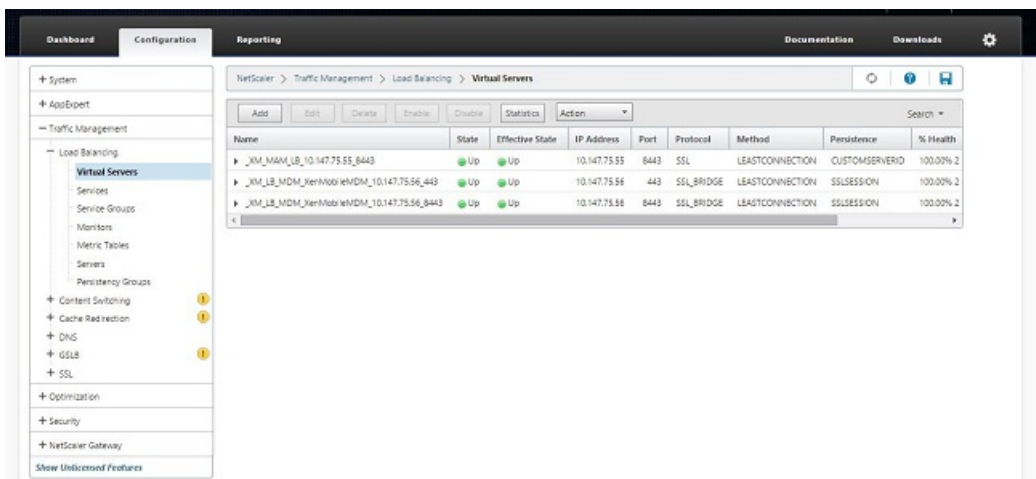 Dashboard Configuration Reporting Documentation Downloads
+ System
+ AppExpert
− Traffic Management
− Load Balancing
Virtual Servers
Services
Service Groups
Monitors
Metric Tables
Servers
Persistency Groups
+ Content Switching
+ Cache Redirection
+ DNS
+ GSLB
+ SSL
+ Optimization
+ Security
+ NetScaler Gateway
Show Unlicensed Features
NetScaler > Traffic Management > Load Balancing > Virtual Servers
Add Edit Delete Enable Disable Statistics Action Search
Name State Effective State IP Address Port Protocol Method Persistence % Health
_XM_MAM_LB_10.147.75.55_8443 Up Up 10.147.75.55 8443 SSL LEASTCONNECTION CUSTOMSERVERID 100.00% 2
_XM_LB_MDM_XenMobileMDM_10.147.75.56_443 Up Up 10.147.75.56 443 SSL_BRIDGE LEASTCONNECTION SSLSESSION 100.00% 2
_XM_LB_MDM_XenMobileMDM_10.147.75.56_8443 Up Up 10.147.75.56 8443 SSL_BRIDGE LEASTCONNECTION SSLSESSION 100.00% 2